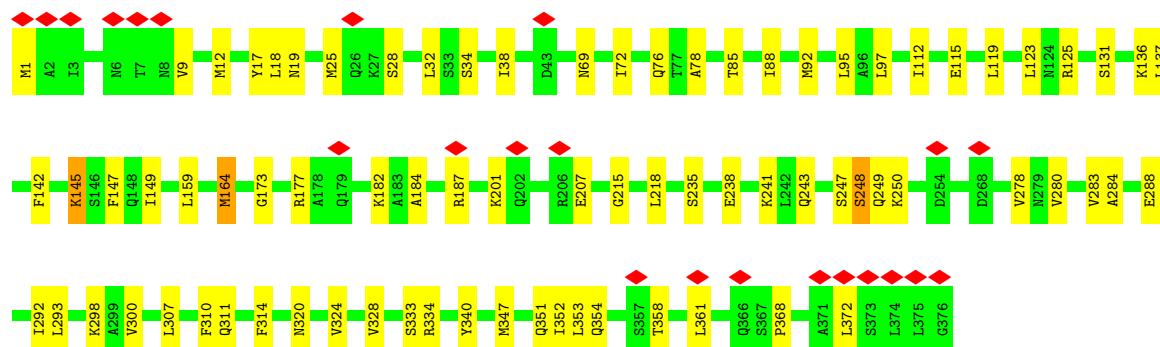 M1 A2 I3 N6 T7 N8 V9 M12 Y17 L18 N19 M25 Q26 K27 S28 L32 S33 S34 I38 D43 N69 I72 Q76 T77 A78 T85 I88 M92 L95 A96 L97 I112 E115 L119 L123 N124 R125 S131 K136 L137
F142 K145 S146 F147 Q148 I149 L159 M164 G173 R177 A178 Q179 K182 A183 A184 R187 K201 Q202 R206 E207 G215 L218 S235 E238 K241 L242 Q243 S247 S248 Q249 K250 D254 D268 V278 N279 V280 V283 A284 E288
I292 L293 K298 A299 V300 L307 F310 Q311 F314 N320 V324 V328 S333 R334 Y340 M347 Q351 I352 L353 Q354 S357 T358 L361 Q366 S367 P368 A371 L372 S373 L374 L375 G376